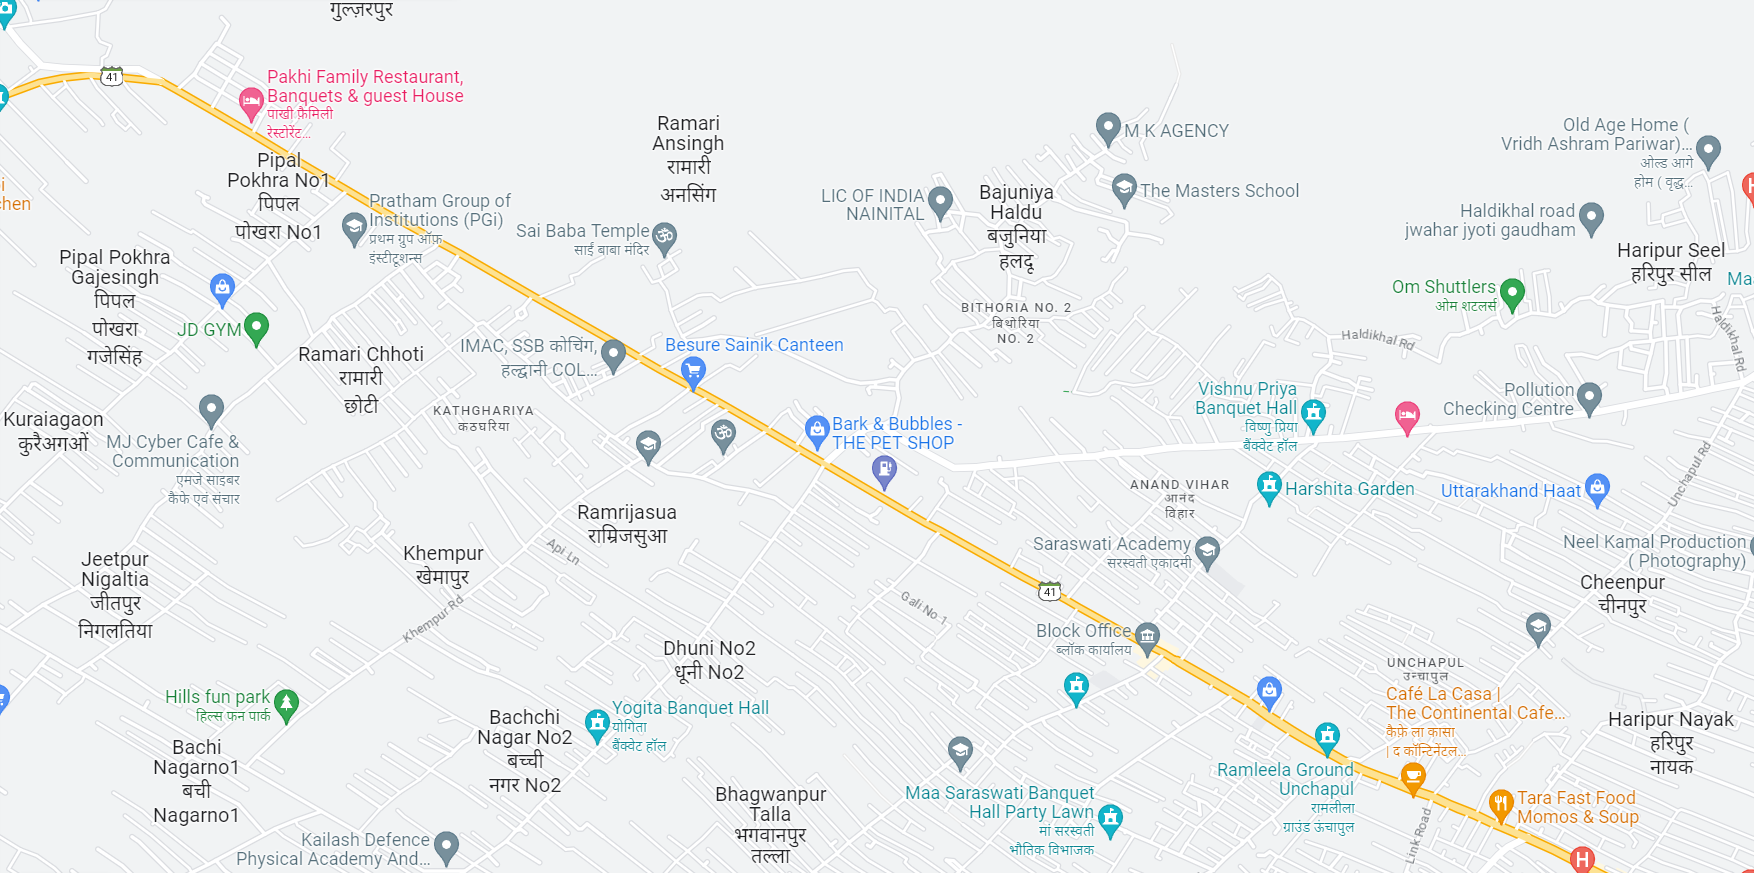 गुल्ज़रपुर
41
Pakhi Family Restaurant,
Banquets & guest House
पाखी फ़ैमिली
रेस्टोरेंट...
Ramari
Ansingh
रामारी
अनसिंग
M K AGENCY
Old Age Home (
Vridh Ashram Pariwar)...
ओल्ड आगे
होम ( वृद्ध...
H
Pipal
Pokhra No1
पिपल
पोखरा No1
Pratham Group of
Institutions (PGi)
प्रथम ग्रुप ऑफ़
इंस्टीटूशन्स
LIC OF INDIA
NAINITAL
Bajuniya
Haldu
बजुनिया
हलदू
The Masters School
Haldikhal road
jwahar jyoti gaudham
Sai Baba Temple
साईं बाबा मंदिर
Haripur Seel
हरिपुर सील
Pipal Pokhra
Gajesingh
पिपल
पोखरा
गजेसिंह
Om Shuttlers
ओम शटलर्स
Ma
BITHORIA NO. 2
बिथोरिया
NO. 2
JD GYM
Haldikhal Rd
Haldikhal Rd
IMAC, SSB कोचिंग,
हल्द्वानी COL...
Besure Sainik Canteen
Ramari Chhoti
रामारी
छोटी
Vishnu Priya
Banquet Hall
विष्णु प्रिया
बैंक्वेट हॉल
Pollution
Checking Centre
Kuraiagaon
कुरैअगओं
KATHGHARIYA
कठघरिया
Bark & Bubbles -
THE PET SHOP
MJ Cyber Cafe &
Communication
एमजे साइबर
कैफे एवं संचार
Unchapul Rd
ANAND VIHAR
आनंद
विहार
Harshita Garden
Uttarakhand Haat
Ramrijasua
राम्रिजसुआ
Saraswati Academy
सरस्वती एकादमी
Neel Kamal Production
( Photography)
Khempur
खेमापुर
Api Ln
Jeetpur
Nigaltia
जीतपुर
निगलतिया
Cheenpur
चीनपुर
41
Gali No 1
Khempur Rd
Block Office
ब्लॉक कार्यालय
Dhuni No2
धूनी No2
UNCHAPUL
उन्चापुल
Café La Casa |
The Continental Cafe...
कैफ़े ला कासा
| द कॉन्टिनेंटल...
Hills fun park
हिल्स फन पार्क
Yogita Banquet Hall
योगिता
बैंक्वेट हॉल
Bachchi
Nagar No2
बच्ची
नगर No2
Haripur Nayak
हरिपुर
नायक
Bachi
Nagarno1
बची
Nagarno1
Ramleela Ground
Unchapul
रामलीला
ग्राउंड ऊंचापुल
Maa Saraswati Banquet
Hall Party Lawn
मां सरस्वती
भौतिक विभाजक
Bhagwanpur
Talla
भगवानपुर
तल्ला
Tara Fast Food
Momos & Soup
Link Road
Kailash Defence
Physical Academy And...
H